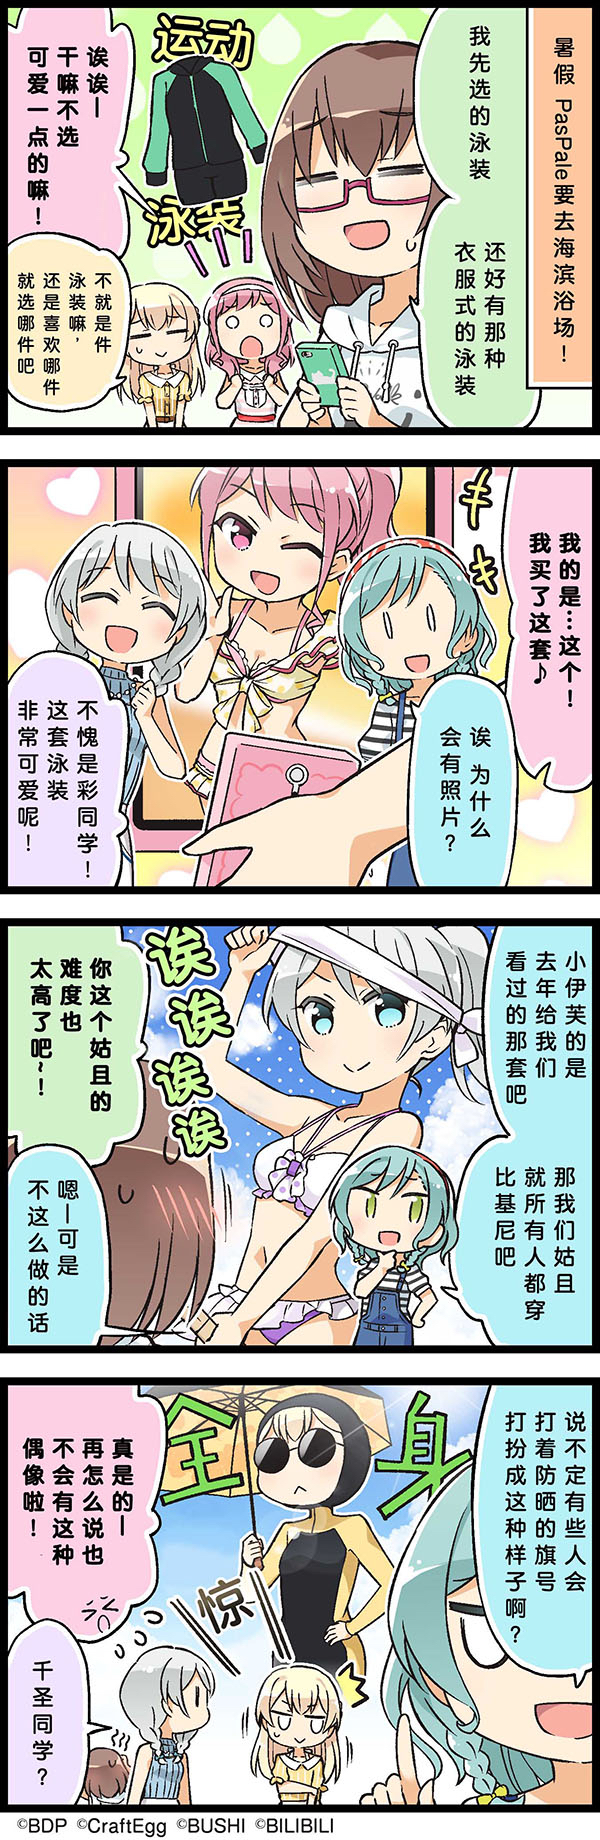 暑假 PasPale要去海滨浴场！
我先选的泳装
还好有那种
衣服式的泳装
运动
泳装
诶诶ー
干嘛不选
可爱一点的嘛！
不就是件
泳装嘛，
还是喜欢哪件
就选哪件吧
我的是…这个！
我买了这套♪
诶 为什么
会有照片？
不愧是彩同学！
这套泳装
非常可爱呢！
小伊芙的是
去年给我们
看过的那套吧
那我们姑且
就所有人都穿
比基尼吧
诶诶诶诶
你这个姑且的
难度也
太高了吧~！
嗯ー可是
不这么做的话
说不定有些人会
打着防晒的旗号
打扮成这种样子啊？
全身
惊
真是的ー
再怎么说也
不会有这种
偶像啦！
千圣同学？
©BDP ©CraftEgg ©BUSHI ©BILIBILI